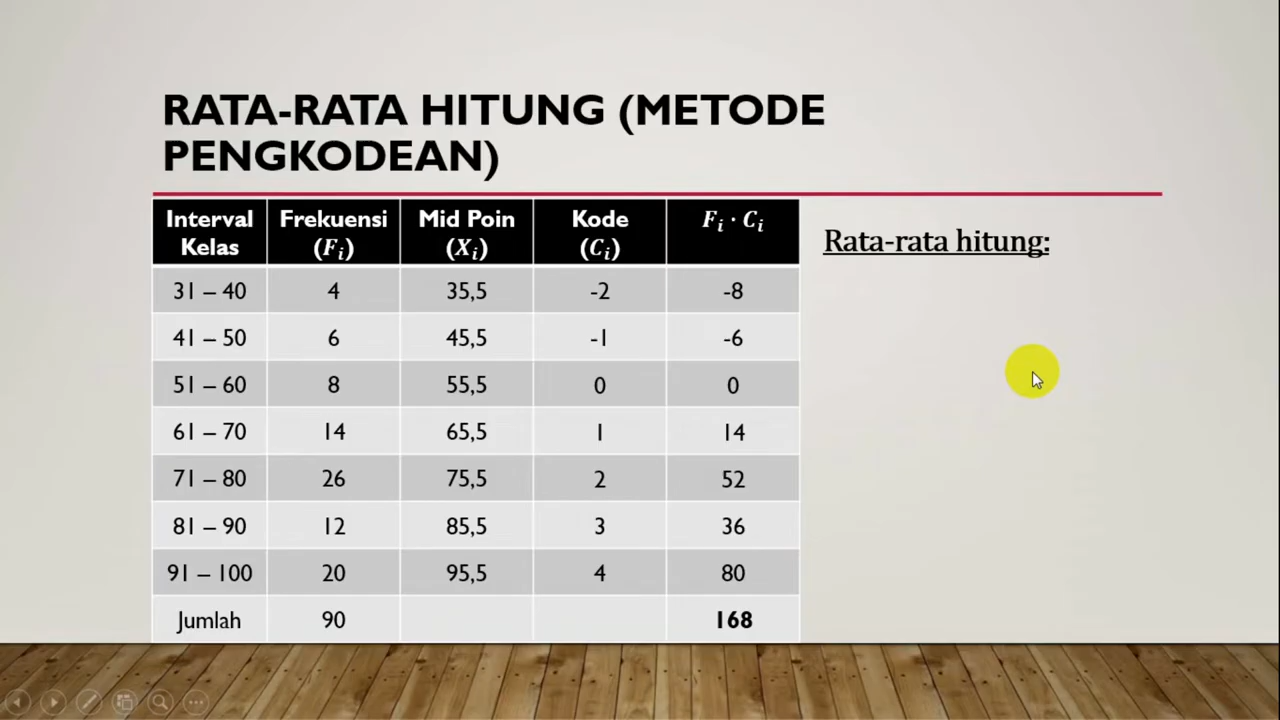 RATA-RATA HITUNG (METODE
PENGKODEAN)
Interval Kelas Frekuensi (Fi) Mid Poin (Xi) Kode (Ci) Fi · Ci
31 – 40 4 35,5 -2 -8
41 – 50 6 45,5 -1 -6
51 – 60 8 55,5 0 0
61 – 70 14 65,5 1 14
71 – 80 26 75,5 2 52
81 – 90 12 85,5 3 36
91 – 100 20 95,5 4 80
Jumlah 90 168
Rata-rata hitung: